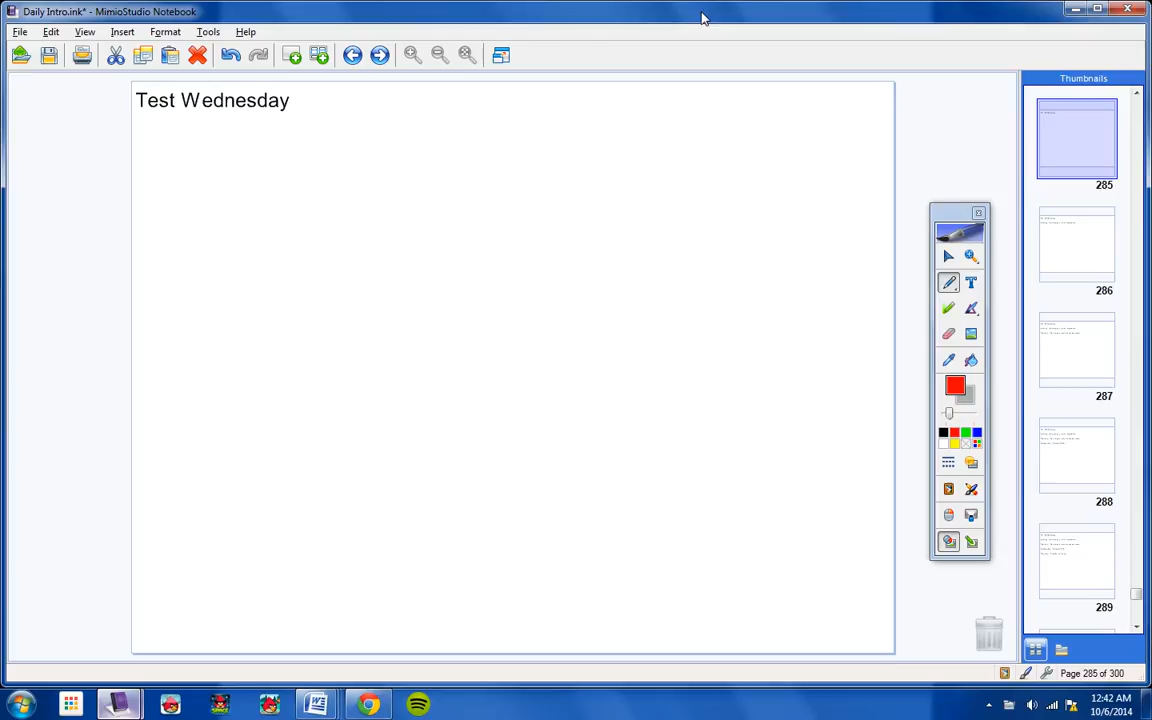 Daily Intro.ink* - MimioStudio Notebook
File Edit View Insert Format Tools Help
Thumbnails
Test Wednesday
285
286
287
288
289
T
Page 285 of 300
12:42 AM
10/6/2014